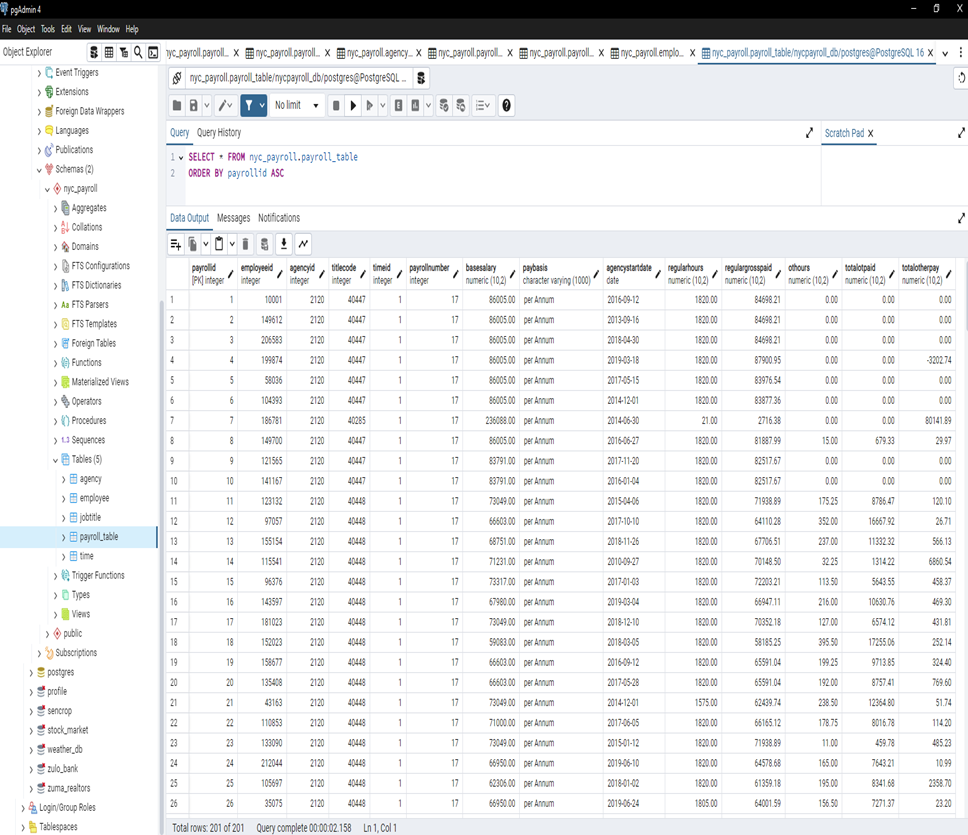 pgAdmin 4
File Object Tools Edit View Window Help
Object Explorer
nyc_payroll.payroll... X nyc_payroll.payroll... X nyc_payroll.agency... X nyc_payroll.payroll... X nyc_payroll.payroll... X nyc_payroll.emplo... X nyc_payroll.payroll_table/nycpayroll_db/postgres@PostgreSQL 16 X
Event Triggers
Extensions
Foreign Data Wrappers
Languages
Publications
Schemas (2)
nyc_payroll
Aggregates
Collations
Domains
FTS Configurations
FTS Dictionaries
FTS Parsers
FTS Templates
Foreign Tables
Functions
Materialized Views
Operators
Procedures
Sequences
Tables (5)
agency
employee
jobtitle
payroll_table
time
Trigger Functions
Types
Views
public
Subscriptions
postgres
profile
sencrop
stock_market
weather_db
zulo_bank
zuma_realtors
Login/Group Roles
Tablespaces
nyc_payroll.payroll_table/nycpayroll_db/postgres@PostgreSQL ...
No limit
Query Query History
Scratch Pad X
1 SELECT * FROM nyc_payroll.payroll_table
2 ORDER BY payrollid ASC
Data Output Messages Notifications
payrollid employeeid agencyid titlecode timeid payrollnumber basesalary paybasis agencystartdate regularhours regulargrosspaid othours totalotpaid totalotherpay
[PK] integer integer integer integer integer integer numeric (10,2) character varying (1000) date numeric (10,2) numeric (10,2) numeric (10,2) numeric (10,2) numeric (10,2)
1 1 10001 2120 40447 1 17 86005.00 per Annum 2016-09-12 1820.00 84698.21 0.00 0.00 0.00
2 2 149612 2120 40447 1 17 86005.00 per Annum 2013-09-16 1820.00 84698.21 0.00 0.00 0.00
3 3 206583 2120 40447 1 17 86005.00 per Annum 2018-04-30 1820.00 84698.21 0.00 0.00 0.00
4 4 199874 2120 40447 1 17 86005.00 per Annum 2019-03-18 1820.00 87900.95 0.00 0.00 -3202.74
5 5 58036 2120 40447 1 17 86005.00 per Annum 2017-05-15 1820.00 83976.54 0.00 0.00 0.00
6 6 104393 2120 40447 1 17 86005.00 per Annum 2014-12-01 1820.00 83877.36 0.00 0.00 0.00
7 7 186781 2120 40285 1 17 236088.00 per Annum 2014-06-30 21.00 2716.38 0.00 0.00 80141.89
8 8 149700 2120 40447 1 17 86005.00 per Annum 2016-06-27 1820.00 81887.99 15.00 679.33 29.97
9 9 121565 2120 40447 1 17 83791.00 per Annum 2017-11-20 1820.00 82517.67 0.00 0.00 0.00
10 10 141167 2120 40447 1 17 83791.00 per Annum 2016-01-04 1820.00 82517.67 0.00 0.00 0.00
11 11 123132 2120 40448 1 17 73049.00 per Annum 2015-04-06 1820.00 71938.89 175.25 8786.47 120.10
12 12 97057 2120 40448 1 17 66603.00 per Annum 2017-10-10 1820.00 64110.28 352.00 16667.92 26.71
13 13 155154 2120 40448 1 17 68751.00 per Annum 2018-11-26 1820.00 67706.51 237.00 11332.32 566.13
14 14 115541 2120 40448 1 17 71231.00 per Annum 2010-09-27 1820.00 70148.50 32.25 1314.22 6860.54
15 15 96376 2120 40448 1 17 73317.00 per Annum 2017-01-03 1820.00 72203.21 113.50 5643.55 458.37
16 16 143597 2120 40448 1 17 67980.00 per Annum 2019-03-04 1820.00 66947.11 216.00 10630.76 469.30
17 17 181023 2120 40448 1 17 73049.00 per Annum 2018-12-10 1820.00 70352.18 127.00 6574.12 431.81
18 18 152023 2120 40448 1 17 59083.00 per Annum 2018-03-05 1820.00 58185.25 395.50 17255.06 252.14
19 19 158677 2120 40448 1 17 66603.00 per Annum 2016-09-12 1820.00 65591.04 199.25 9713.85 324.40
20 20 135408 2120 40448 1 17 66603.00 per Annum 2017-05-28 1820.00 65591.04 192.00 8757.41 769.60
21 21 43163 2120 40448 1 17 73049.00 per Annum 2014-12-01 1575.00 62439.74 238.50 12364.80 51.74
22 22 110853 2120 40448 1 17 71000.00 per Annum 2017-06-05 1820.00 66165.12 178.75 8016.78 114.20
23 23 133090 2120 40448 1 17 73049.00 per Annum 2015-01-12 1820.00 71938.89 11.00 459.78 485.23
24 24 212044 2120 40448 1 17 66950.00 per Annum 2019-06-10 1820.00 64578.68 165.00 7643.21 10.99
25 25 105697 2120 40448 1 17 62306.00 per Annum 2018-01-02 1820.00 61359.18 195.00 8341.68 2358.70
26 26 35075 2120 40448 1 17 66950.00 per Annum 2019-06-24 1805.00 64001.59 156.50 7271.37 23.20
Total rows: 201 of 201 Query complete 00:00:02.158 Ln 1, Col 1